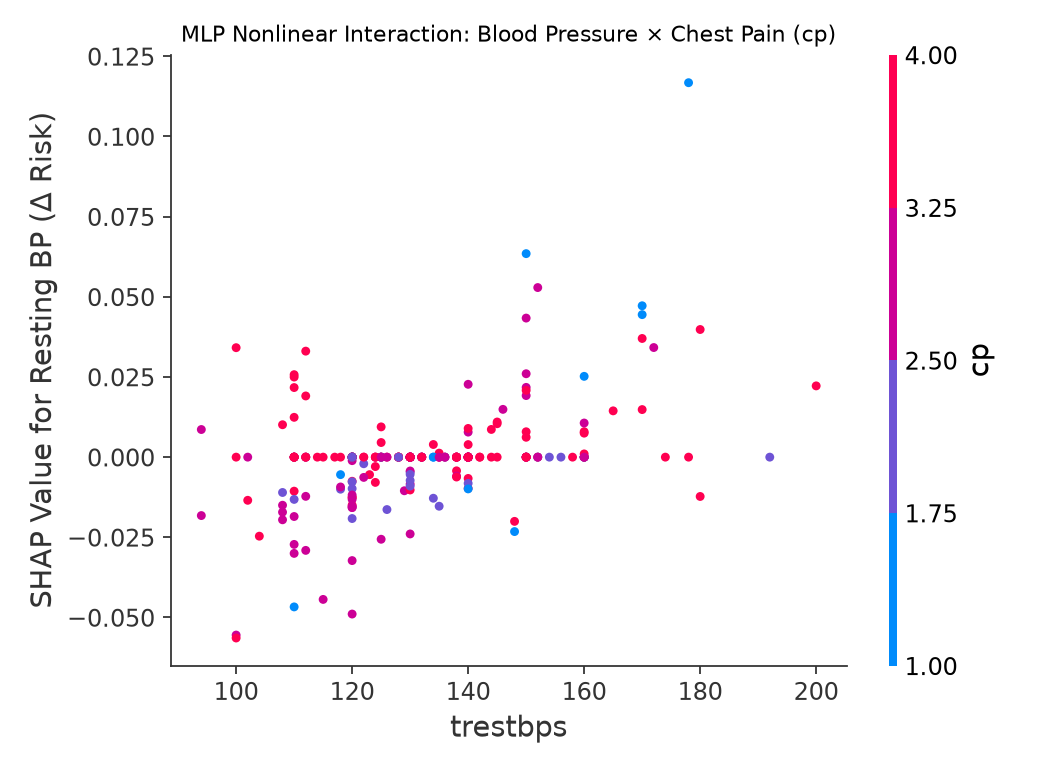 MLP Nonlinear Interaction: Blood Pressure × Chest Pain (cp)
SHAP Value for Resting BP (Δ Risk)
0.125
0.100
0.075
0.050
0.025
0.000
−0.025
−0.050
100 120 140 160 180 200
trestbps
4.00
3.25
2.50
1.75
1.00
cp